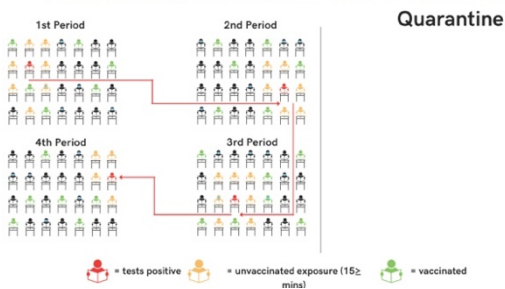 Quarantine
1st Period
2nd Period
4th Period
3rd Period
= tests positive
= unvaccinated exposure (15≥
mins)
= vaccinated